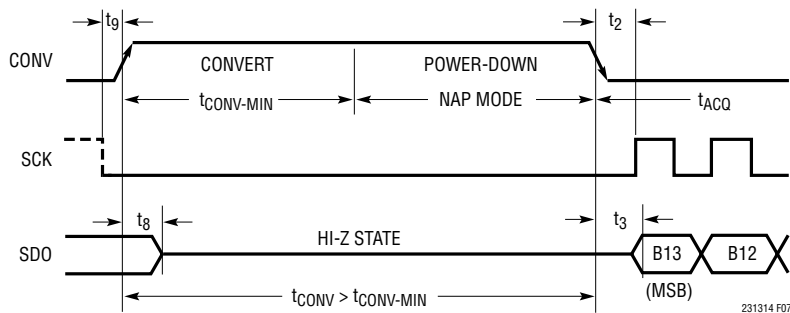 t9
t2
CONV
CONVERT
POWER-DOWN
tCONV-MIN
NAP MODE
tACQ
SCK
t8
t3
SDO
HI-Z STATE
B13
B12
tCONV > tCONV-MIN
(MSB)
231314 F07